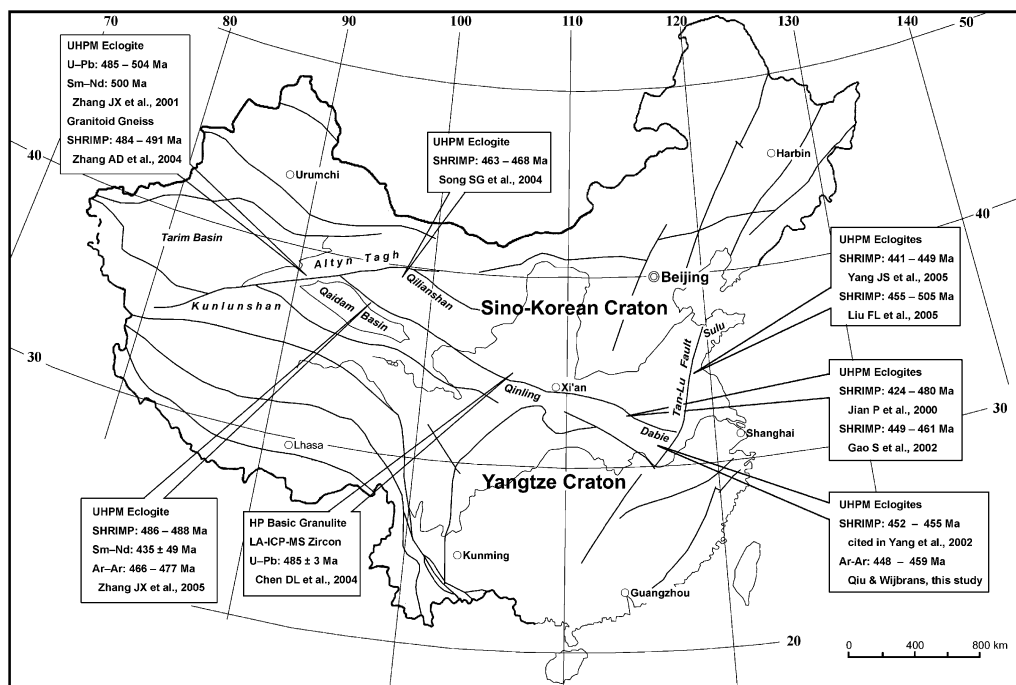 70
80
90
100
110
120
130
140
50
UHPM Eclogite
U–Pb: 485 – 504 Ma
Sm–Nd: 500 Ma
Zhang JX et al., 2001
Granitoid Gneiss
SHRIMP: 484 – 491 Ma
Zhang AD et al., 2004
UHPM Eclogite
SHRIMP: 463 – 468 Ma
Song SG et al., 2004
Harbin
Urumchi
40
40
Tarim Basin
Altyn Tagh
Beijing
UHPM Eclogites
SHRIMP: 441 – 449 Ma
Yang JS et al., 2005
SHRIMP: 455 – 505 Ma
Liu FL et al., 2005
Kunlunshan
Qaidam Basin
Qilianshan
Sino-Korean Craton
Sulu
Tan-Lu Fault
30
30
Xi'an
Qinling
Dabie
UHPM Eclogites
SHRIMP: 424 – 480 Ma
Jian P et al., 2000
SHRIMP: 449 – 461 Ma
Gao S et al., 2002
Shanghai
Lhasa
Yangtze Craton
UHPM Eclogite
SHRIMP: 486 – 488 Ma
Sm–Nd: 435 ± 49 Ma
Ar–Ar: 466 – 477 Ma
Zhang JX et al., 2005
HP Basic Granulite
LA-ICP-MS Zircon
U–Pb: 485 ± 3 Ma
Chen DL et al., 2004
Kunming
Guangzhou
UHPM Eclogites
SHRIMP: 452 – 455 Ma
cited in Yang et al., 2002
Ar-Ar: 448 – 459 Ma
Qiu & Wijbrans, this study
20
0 400 800 km